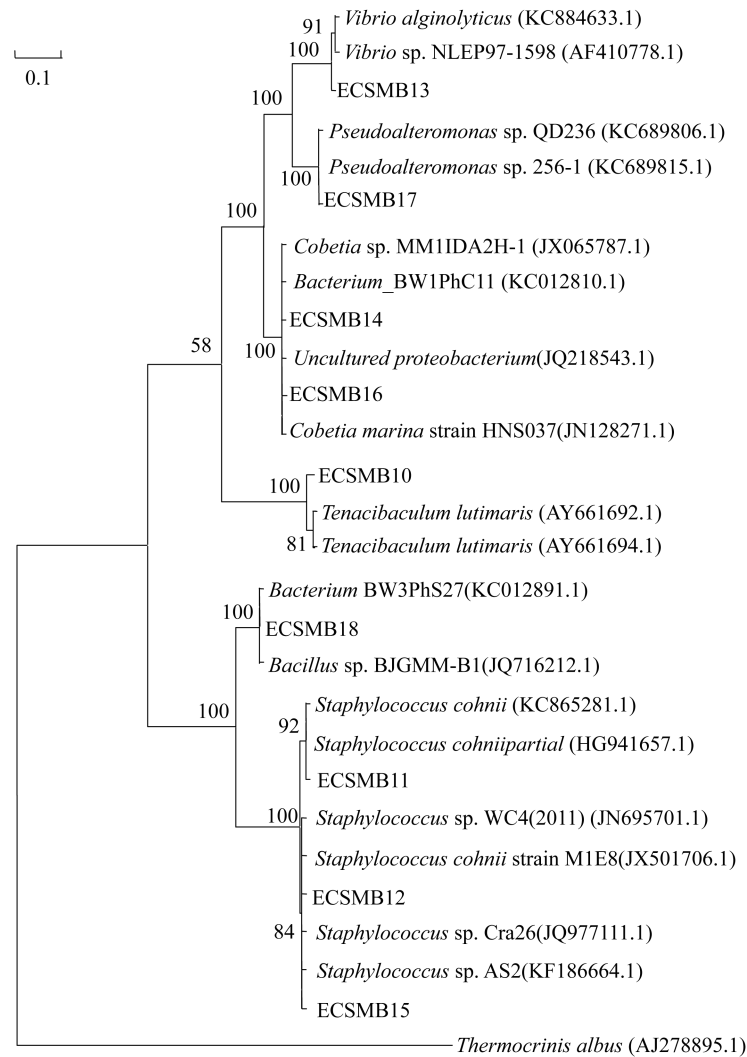 91
Vibrio alginolyticus (KC884633.1)
100
Vibrio sp. NLEP97-1598 (AF410778.1)
0.1
ECSMB13
100
Pseudoalteromonas sp. QD236 (KC689806.1)
Pseudoalteromonas sp. 256-1 (KC689815.1)
100
ECSMB17
100
Cobetia sp. MM1IDA2H-1 (JX065787.1)
Bacterium_BW1PhC11 (KC012810.1)
ECSMB14
58
100
Uncultured proteobacterium(JQ218543.1)
ECSMB16
Cobetia marina strain HNS037(JN128271.1)
ECSMB10
100
Tenacibaculum lutimaris (AY661692.1)
81
Tenacibaculum lutimaris (AY661694.1)
Bacterium BW3PhS27(KC012891.1)
100
ECSMB18
Bacillus sp. BJGMM-B1(JQ716212.1)
100
Staphylococcus cohnii (KC865281.1)
92
Staphylococcus cohniipartial (HG941657.1)
ECSMB11
100
Staphylococcus sp. WC4(2011) (JN695701.1)
Staphylococcus cohnii strain M1E8(JX501706.1)
ECSMB12
84
Staphylococcus sp. Cra26(JQ977111.1)
Staphylococcus sp. AS2(KF186664.1)
ECSMB15
Thermocrinis albus (AJ278895.1)